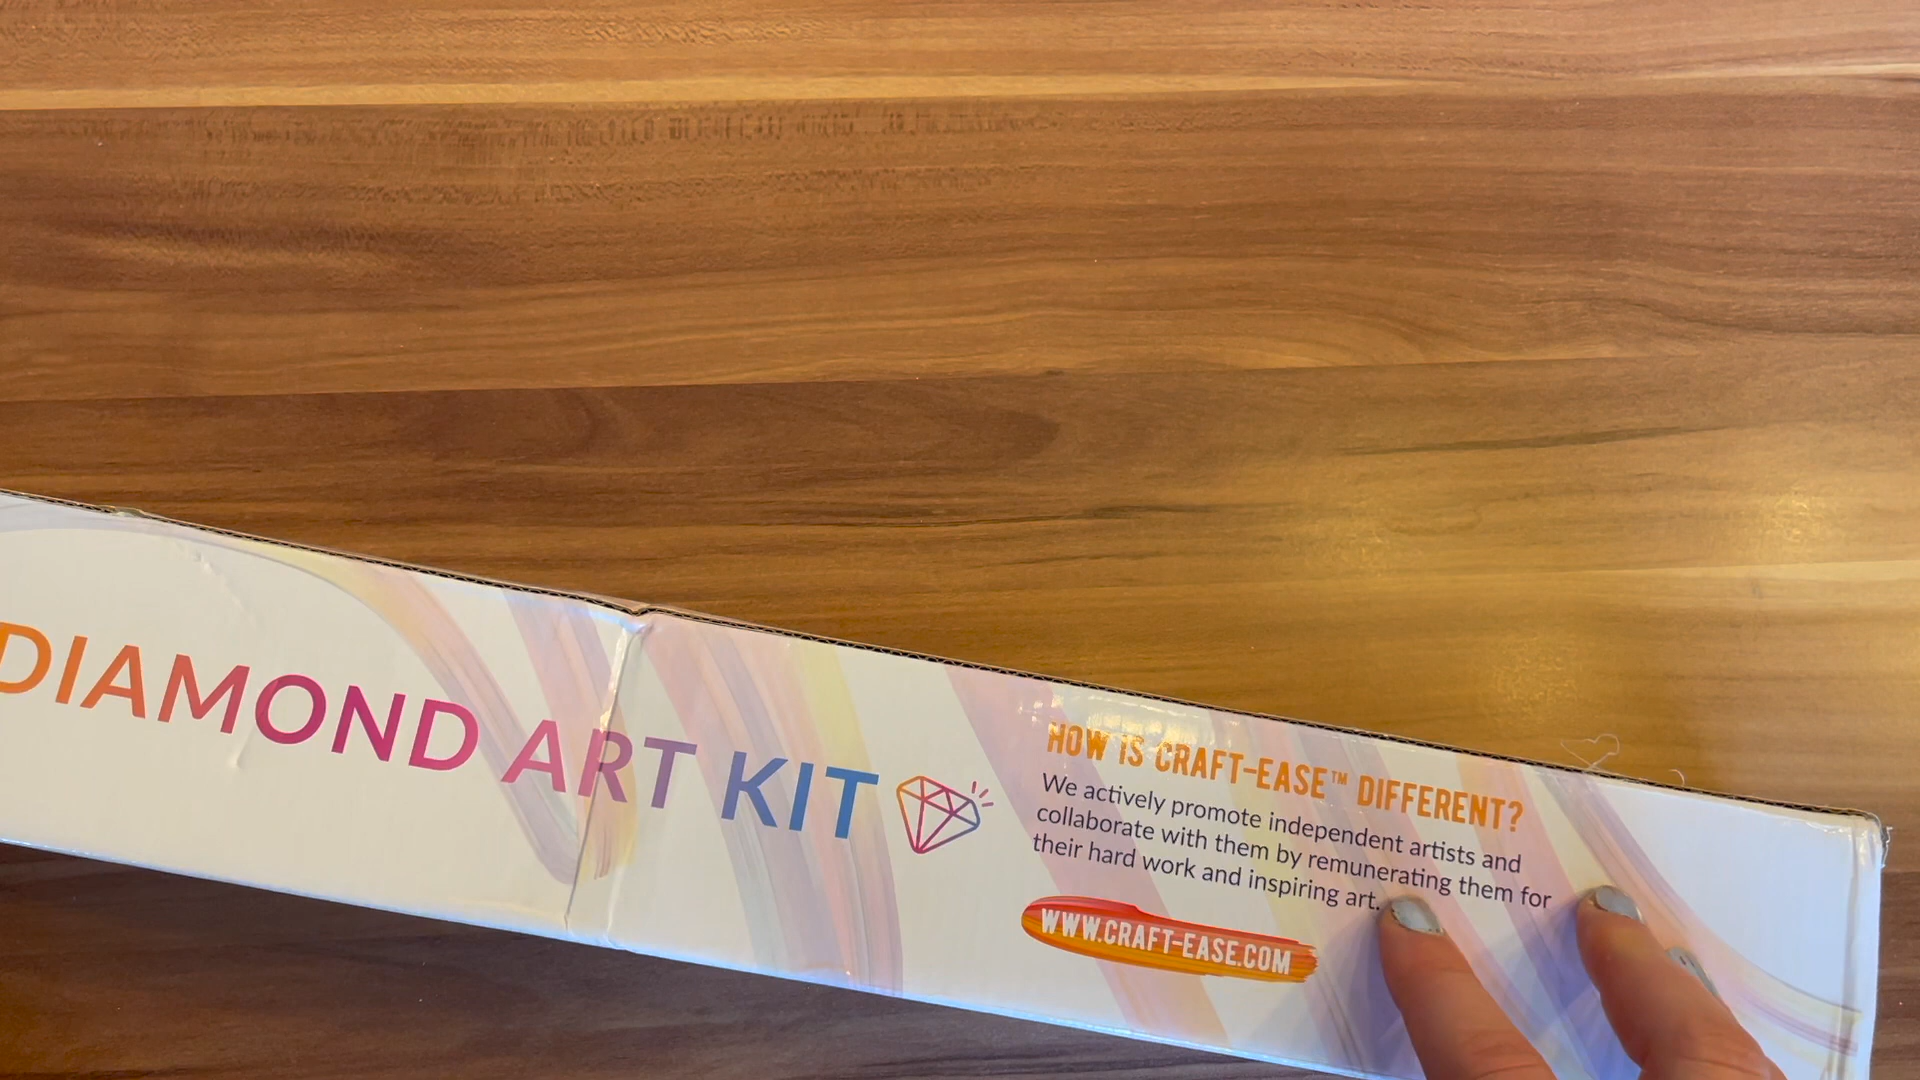 DIAMOND ART KIT
HOW IS CRAFT-EASE™ DIFFERENT?
We actively promote independent artists and
collaborate with them by remunerating them for
their hard work and inspiring art.
WWW.CRAFT-EASE.COM